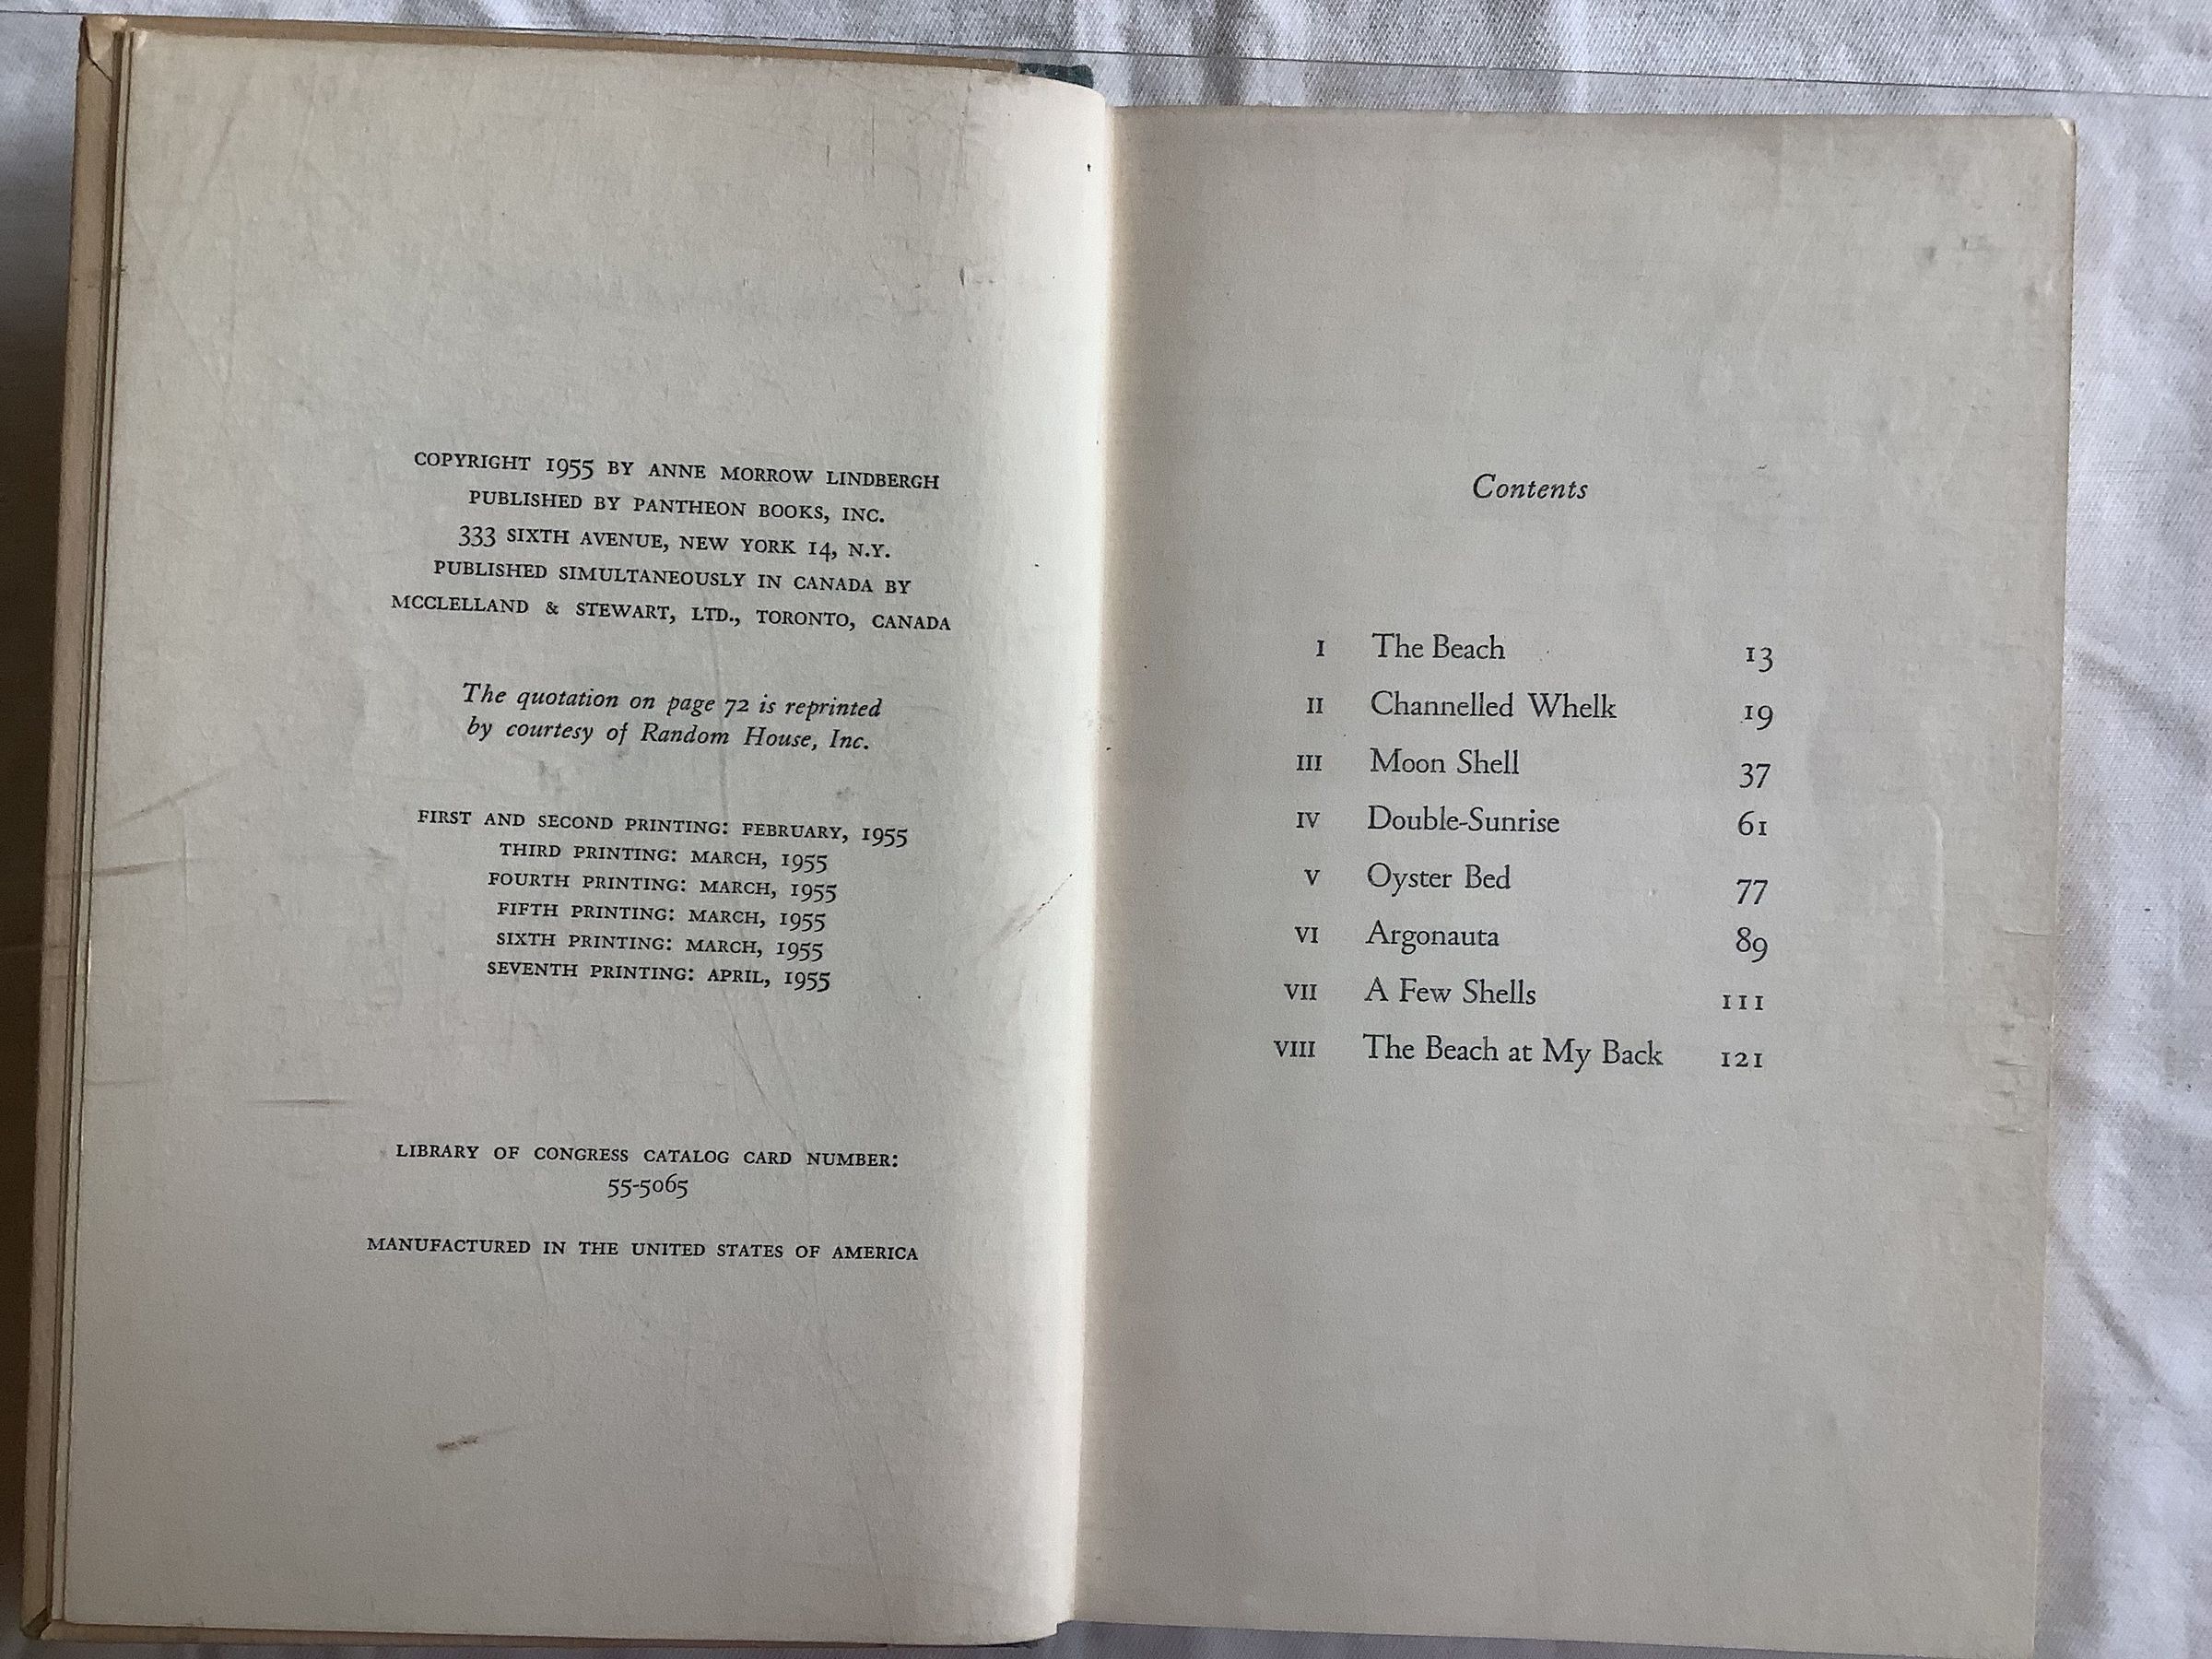 COPYRIGHT 1955 BY ANNE MORROW LINDBERGH
PUBLISHED BY PANTHEON BOOKS, INC.
333 SIXTH AVENUE, NEW YORK 14, N.Y.
PUBLISHED SIMULTANEOUSLY IN CANADA BY
MCCLELLAND & STEWART, LTD., TORONTO, CANADA
The quotation on page 72 is reprinted
by courtesy of Random House, Inc.
FIRST AND SECOND PRINTING: FEBRUARY, 1955
THIRD PRINTING: MARCH, 1955
FOURTH PRINTING: MARCH, 1955
FIFTH PRINTING: MARCH, 1955
SIXTH PRINTING: MARCH, 1955
SEVENTH PRINTING: APRIL, 1955
LIBRARY OF CONGRESS CATALOG CARD NUMBER:
55-5065
MANUFACTURED IN THE UNITED STATES OF AMERICA
Contents
I The Beach 13
II Channelled Whelk 19
III Moon Shell 37
IV Double-Sunrise 61
V Oyster Bed 77
VI Argonauta 89
VII A Few Shells 111
VIII The Beach at My Back 121